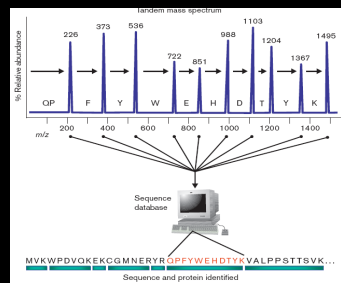 Tandem mass spectrum
% Relative abundance
226 373 536 722 851 988 1103 1204 1367 1495
QP F Y W E H D T Y K
m/z 200 400 600 800 1000 1200 1400
Sequence
database
MVKWPDVQKEKCGMNERYRQPFYWEHDTYKVALPPSTTSVK...
Sequence and protein identified